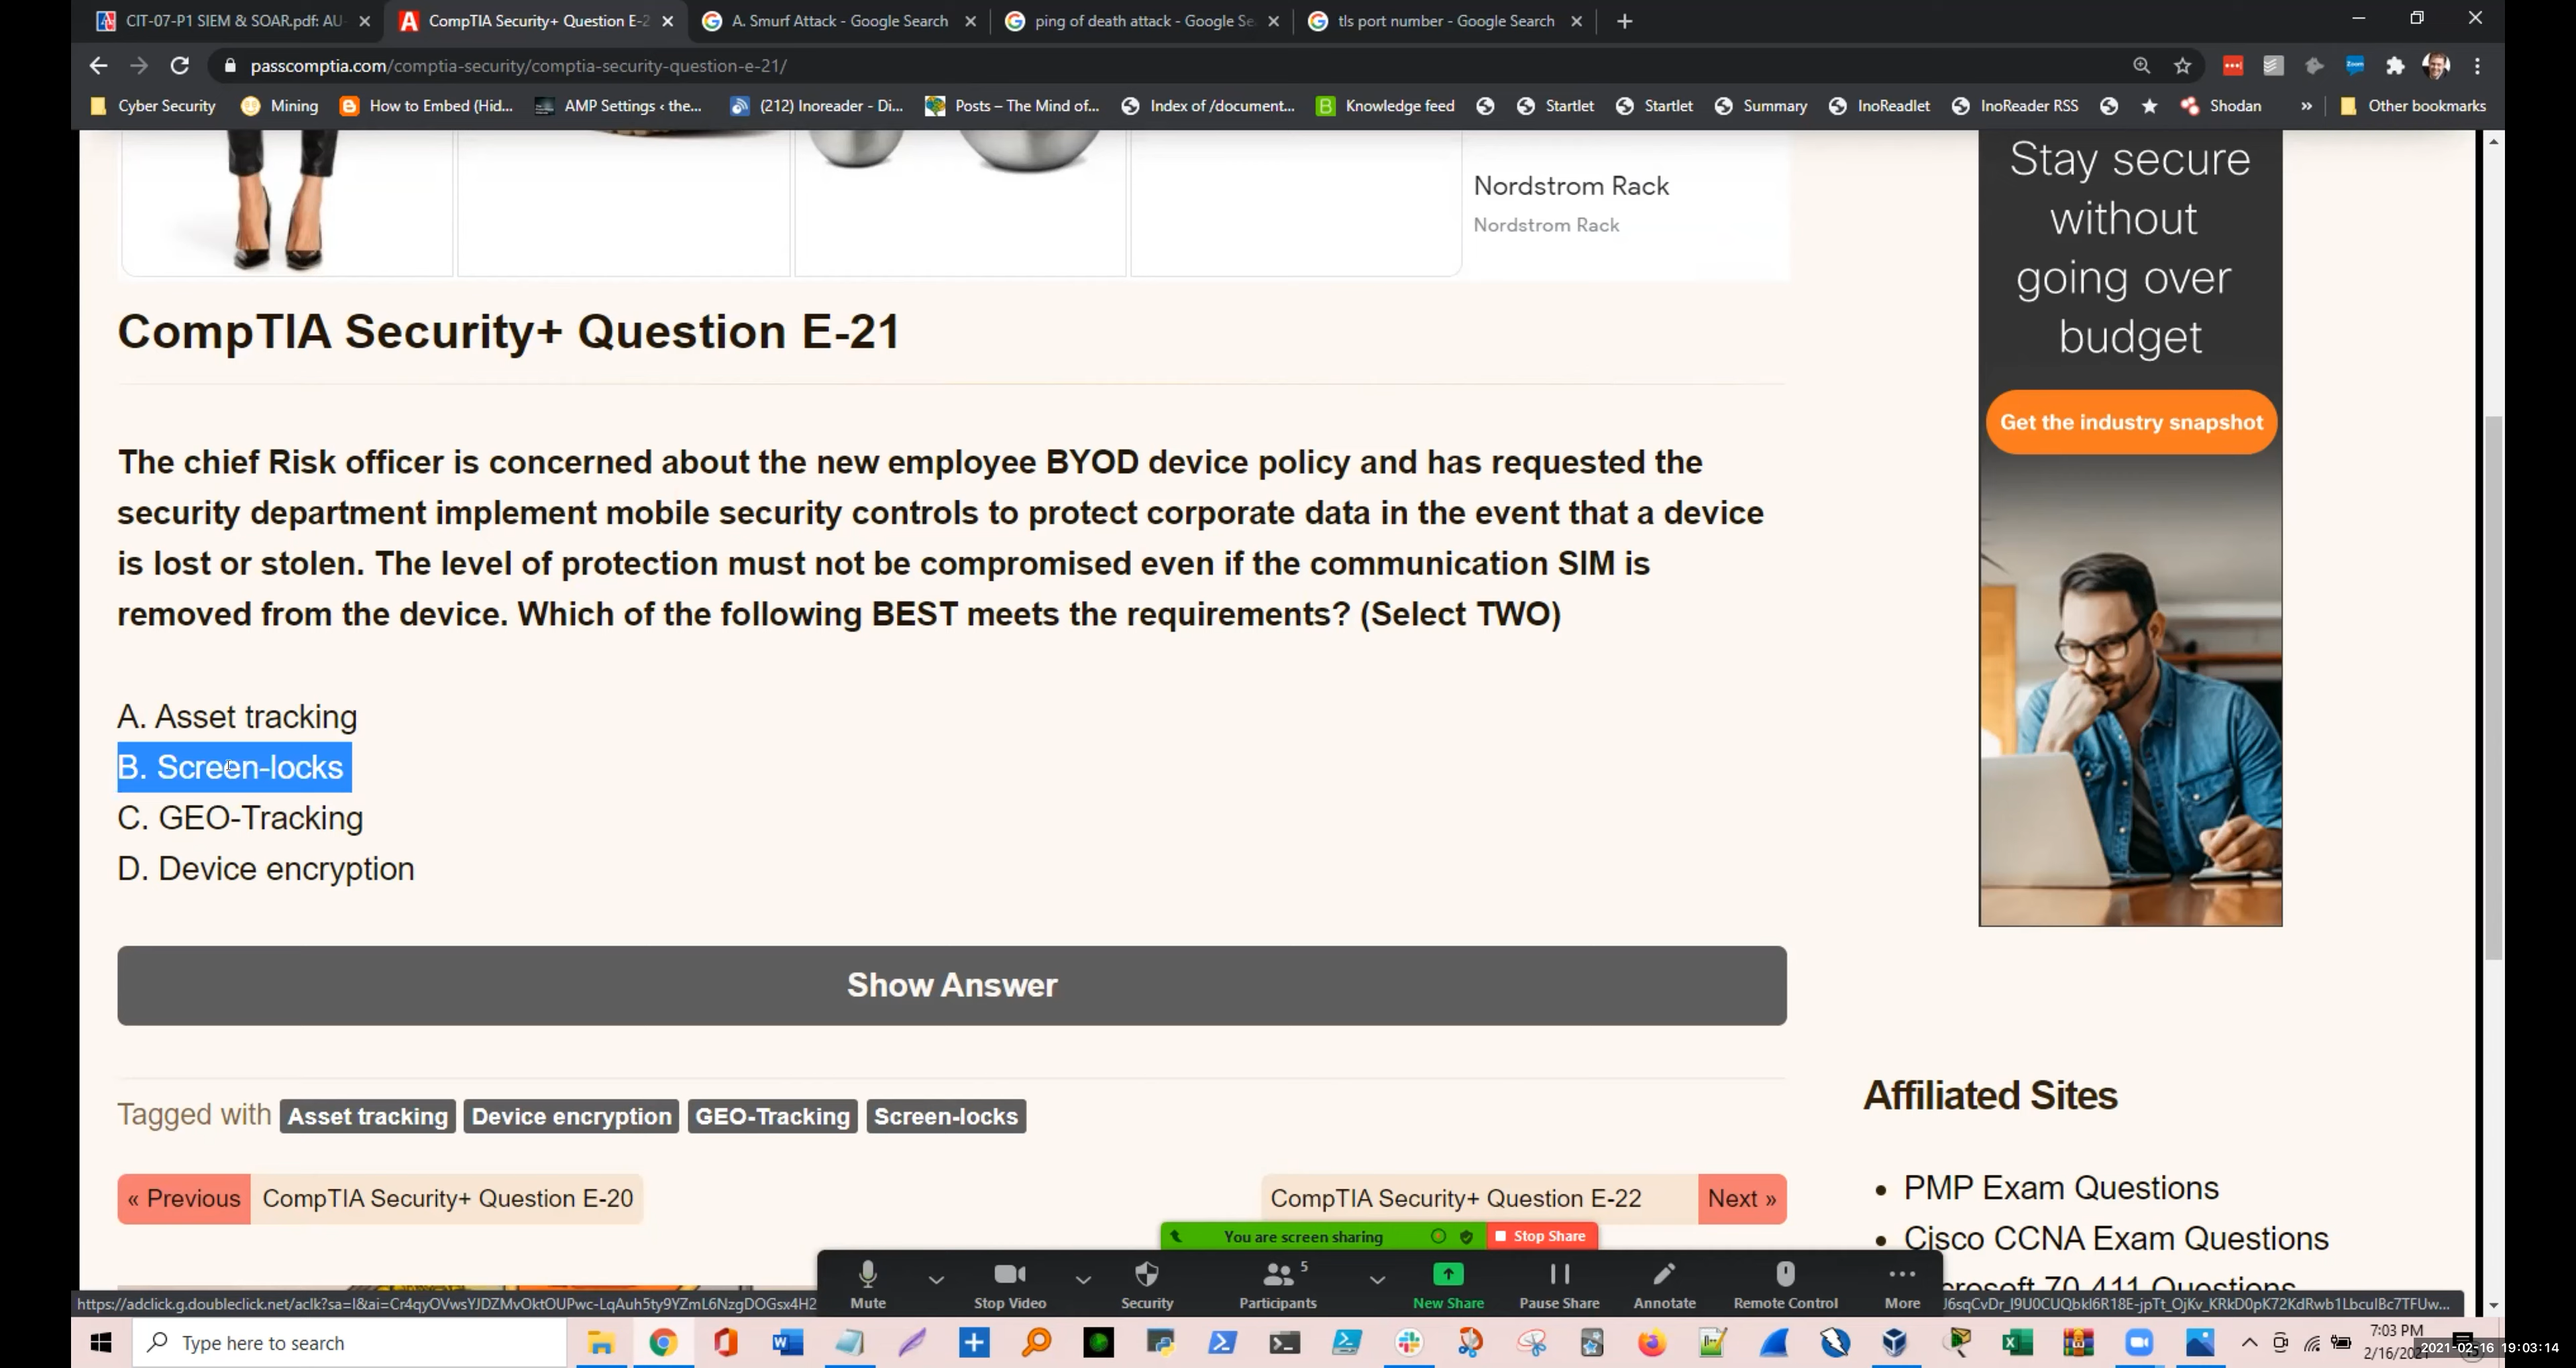 CIT-07-P1 SIEM & SOAR.pdf: AU-
CompTIA Security+ Question E-2
A. Smurf Attack - Google Search
ping of death attack - Google Se
tls port number - Google Search
passcomptia.com/comptia-security/comptia-security-question-e-21/
Cyber Security
Mining
How to Embed (Hid...
AMP Settings ‹ the...
(212) Inoreader - Di...
Posts – The Mind of...
Index of /document...
Knowledge feed
Startlet
Startlet
Summary
InoReadlet
InoReader RSS
Shodan
»
Other bookmarks
Nordstrom Rack
Nordstrom Rack
Stay secure
without
going over
budget
Get the industry snapshot
CompTIA Security+ Question E-21
The chief Risk officer is concerned about the new employee BYOD device policy and has requested the
security department implement mobile security controls to protect corporate data in the event that a device
is lost or stolen. The level of protection must not be compromised even if the communication SIM is
removed from the device. Which of the following BEST meets the requirements? (Select TWO)
A. Asset tracking
B. Screen-locks
C. GEO-Tracking
D. Device encryption
Show Answer
Tagged with Asset tracking Device encryption GEO-Tracking Screen-locks
« Previous CompTIA Security+ Question E-20
CompTIA Security+ Question E-22 Next »
Affiliated Sites
• PMP Exam Questions
• Cisco CCNA Exam Questions
70-411 Questions
You are screen sharing
Stop Share
Mute
Stop Video
Security
Participants 5
New Share
Pause Share
Annotate
Remote Control
More
Type here to search
7:03 PM
2/16/202
2021-02-16 19:03:14